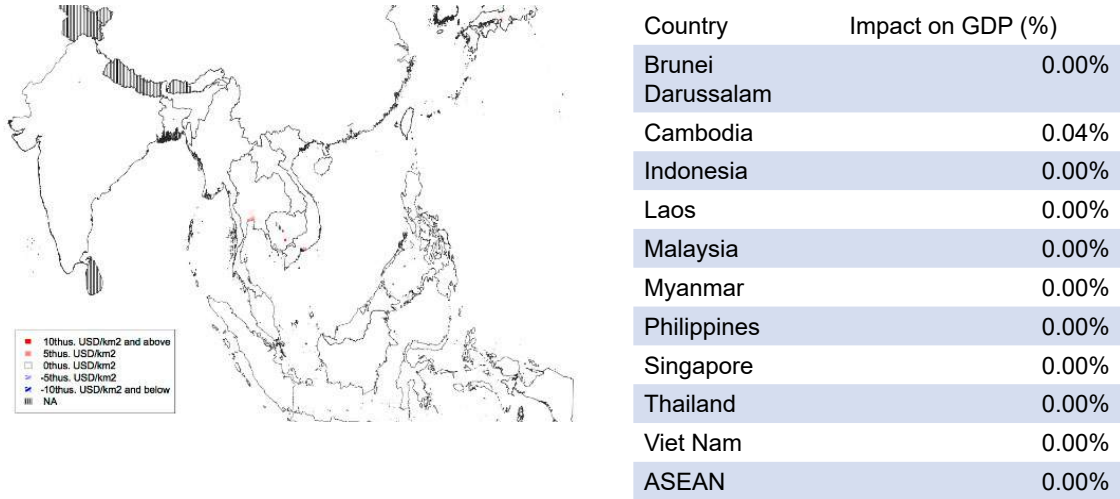 Country Impact on GDP (%)
Brunei
Darussalam 0.00%
Cambodia 0.04%
Indonesia 0.00%
Laos 0.00%
Malaysia 0.00%
Myanmar 0.00%
Philippines 0.00%
Singapore 0.00%
Thailand 0.00%
Viet Nam 0.00%
ASEAN 0.00%
10thus. USD/km2 and above
5thus. USD/km2
0thus. USD/km2
-5thus. USD/km2
-10thus. USD/km2 and below
NA